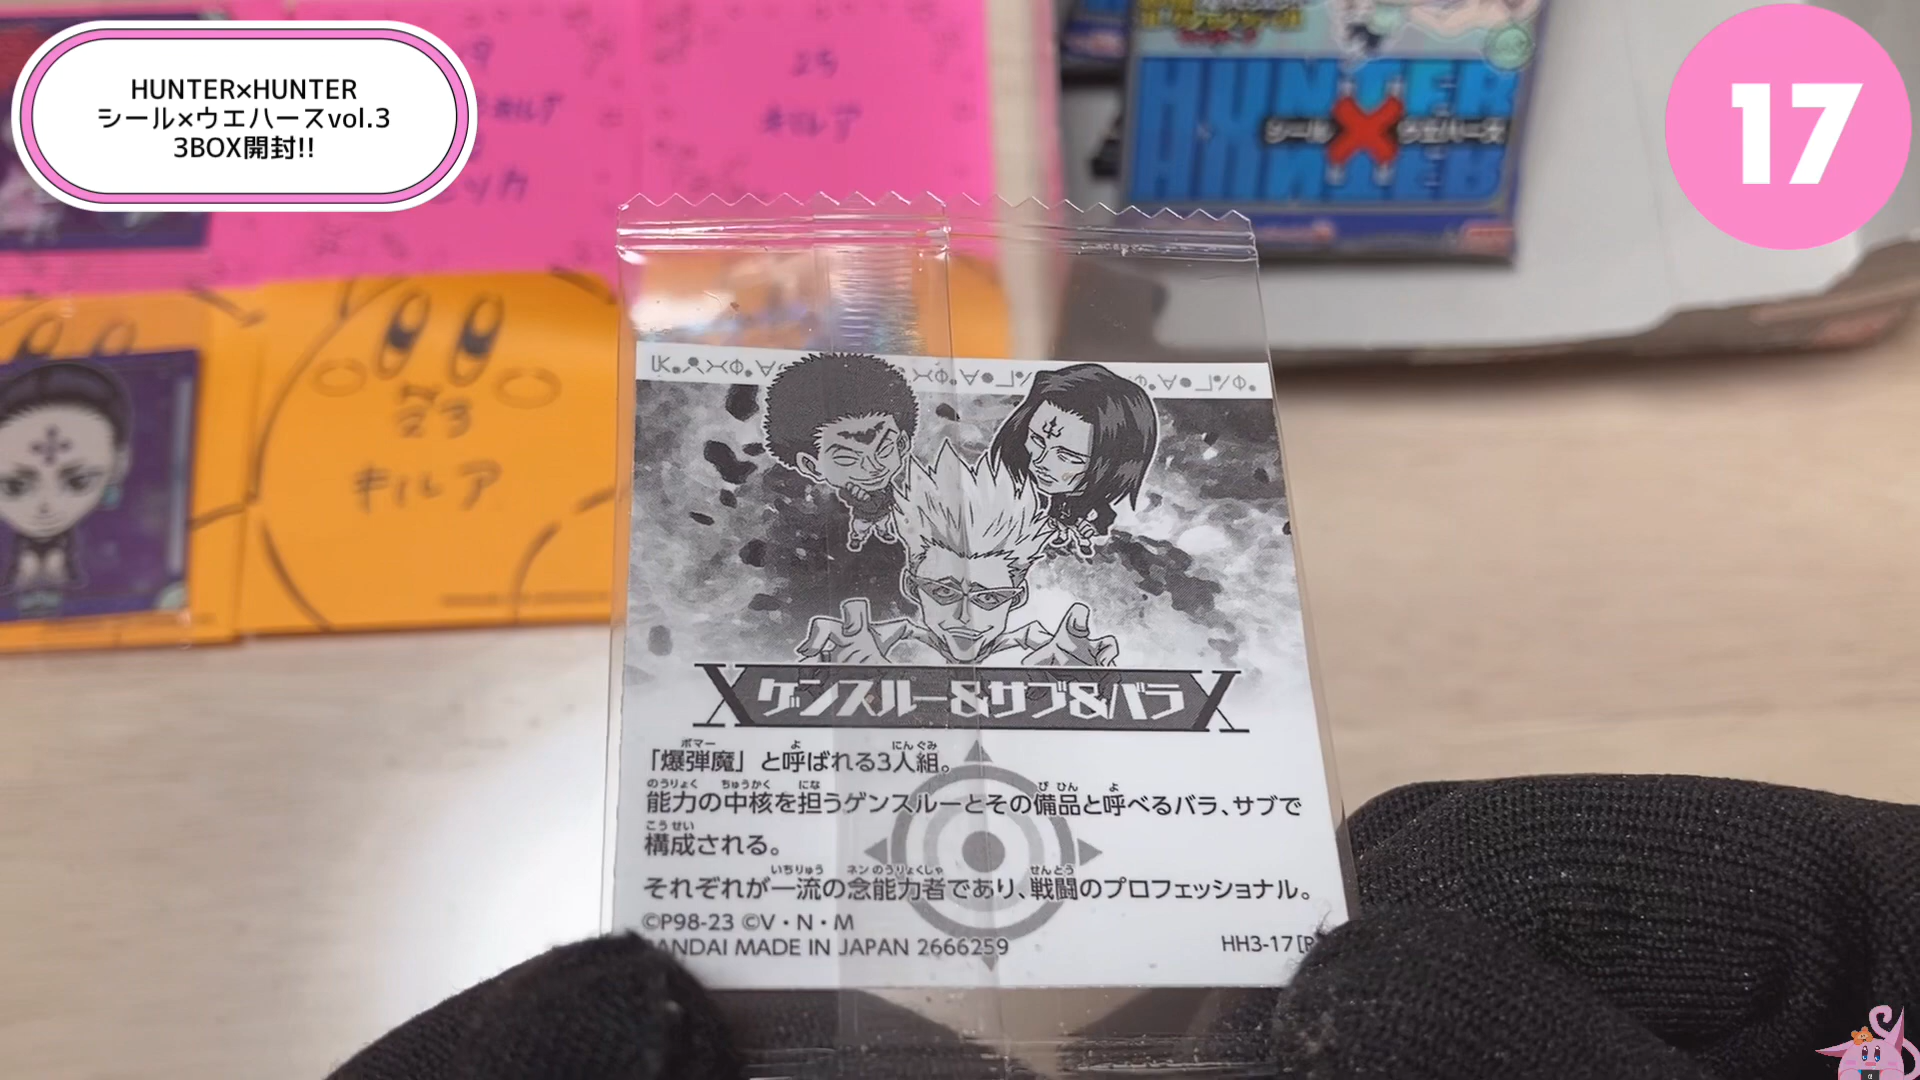 HUNTER×HUNTER
シール×ウエハースvol.3
3BOX開封!!
17
25
キルア
HUNTER
シール×ウエハース
23
キルア
ゲンスルー&サブ&バラ
「爆弾魔」と呼ばれる3人組。
能力の中核を担うゲンスルーとその備品と呼べるバラ、サブで
構成される。
それぞれが一流の念能力者であり、戦闘のプロフェッショナル。
©P98-23 ©V・N・M
BANDAI MADE IN JAPAN 2666259
HH3-17[R